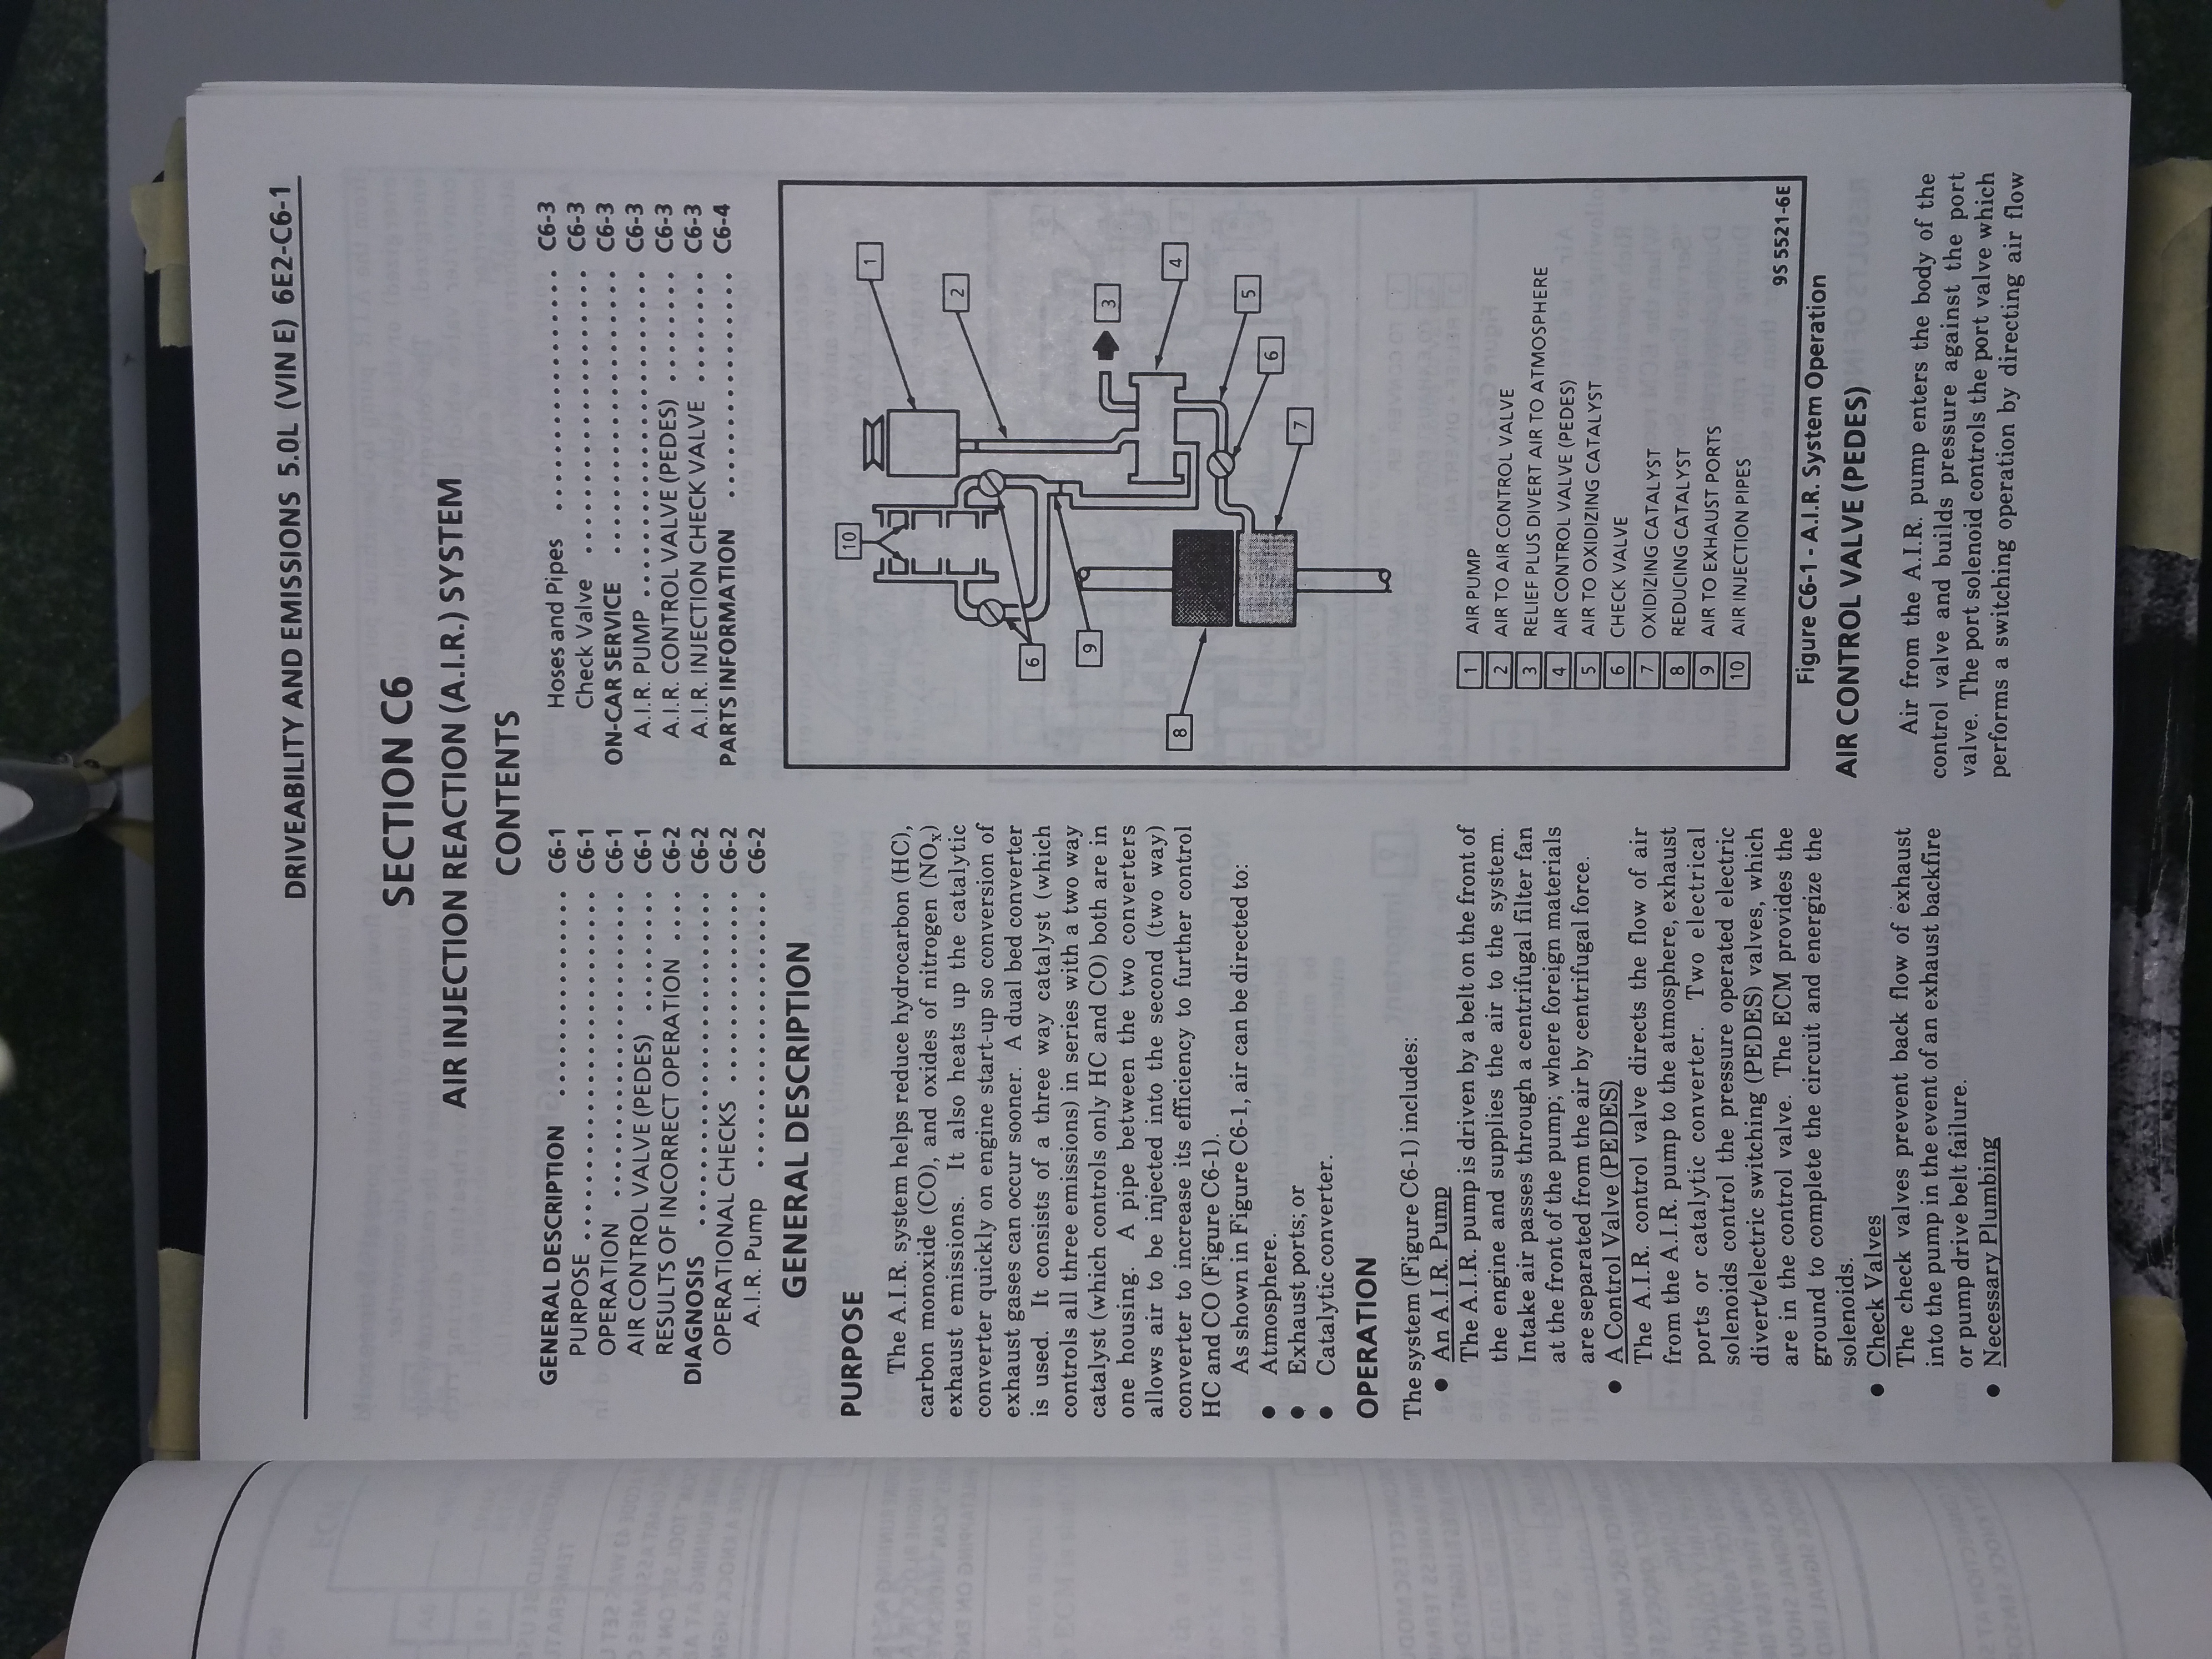 DRIVEABILITY AND EMISSIONS 5.0L (VIN E) 6E2-C6-1
SECTION C6
AIR INJECTION REACTION (A.I.R.) SYSTEM
CONTENTS
GENERAL DESCRIPTION ............ C6-1
PURPOSE ............ C6-1
OPERATION ............ C6-1
AIR CONTROL VALVE (PEDES) ........ C6-1
RESULTS OF INCORRECT OPERATION .... C6-2
DIAGNOSIS ............ C6-2
OPERATIONAL CHECKS ............ C6-2
A.I.R. Pump ............ C6-2
Hoses and Pipes ............ C6-3
Check Valve ............ C6-3
ON-CAR SERVICE ............ C6-3
A.I.R. PUMP ............ C6-3
A.I.R. CONTROL VALVE (PEDES) ........ C6-3
A.I.R. INJECTION CHECK VALVE ........ C6-3
PARTS INFORMATION ............ C6-4
GENERAL DESCRIPTION
PURPOSE
The A.I.R. system helps reduce hydrocarbon (HC),
carbon monoxide (CO), and oxides of nitrogen (NOx)
exhaust emissions. It also heats up the catalytic
converter quickly on engine start-up so conversion of
exhaust gases can occur sooner. A dual bed converter
is used. It consists of a three way catalyst (which
controls all three emissions) in series with a two way
catalyst (which controls only HC and CO) both are in
one housing. A pipe between the two converters
allows air to be injected into the second (two way)
converter to increase its efficiency to further control
HC and CO (Figure C6-1).
As shown in Figure C6-1, air can be directed to:
● Atmosphere.
● Exhaust ports; or
● Catalytic converter.
OPERATION
The system (Figure C6-1) includes:
● An A.I.R. Pump
The A.I.R. pump is driven by a belt on the front of
the engine and supplies the air to the system.
Intake air passes through a centrifugal filter fan
at the front of the pump; where foreign materials
are separated from the air by centrifugal force.
● A Control Valve (PEDES)
The A.I.R. control valve directs the flow of air
from the A.I.R. pump to the atmosphere, exhaust
ports or catalytic converter. Two electrical
solenoids control the pressure operated electric
divert/electric switching (PEDES) valves, which
are in the control valve. The ECM provides the
ground to complete the circuit and energize the
solenoids.
● Check Valves
The check valves prevent back flow of exhaust
into the pump in the event of an exhaust backfire
or pump drive belt failure.
● Necessary Plumbing
1
2
3
4
5
6
7
10
6
9
8
1 AIR PUMP
2 AIR TO AIR CONTROL VALVE
3 RELIEF PLUS DIVERT AIR TO ATMOSPHERE
4 AIR CONTROL VALVE (PEDES)
5 AIR TO OXIDIZING CATALYST
6 CHECK VALVE
7 OXIDIZING CATALYST
8 REDUCING CATALYST
9 AIR TO EXHAUST PORTS
10 AIR INJECTION PIPES
9S 5521-6E
Figure C6-1 - A.I.R. System Operation
AIR CONTROL VALVE (PEDES)
Air from the A.I.R. pump enters the body of the
control valve and builds pressure against the port
valve. The port solenoid controls the port valve which
performs a switching operation by directing air flow